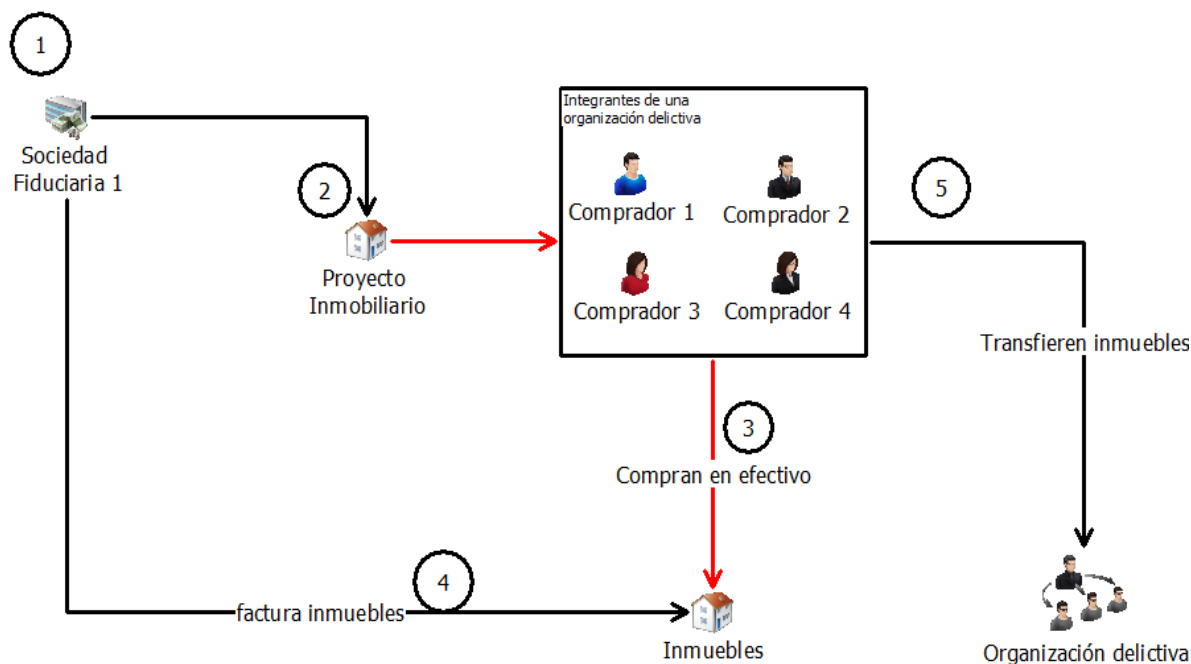 1
Sociedad
Fiduciaria 1
2
Proyecto
Inmobiliario
Integrantes de una
organización delictiva
Comprador 1
Comprador 2
Comprador 3
Comprador 4
5
Transfieren inmuebles
3
Compran en efectivo
4
factura inmuebles
Inmuebles
Organización delictiva